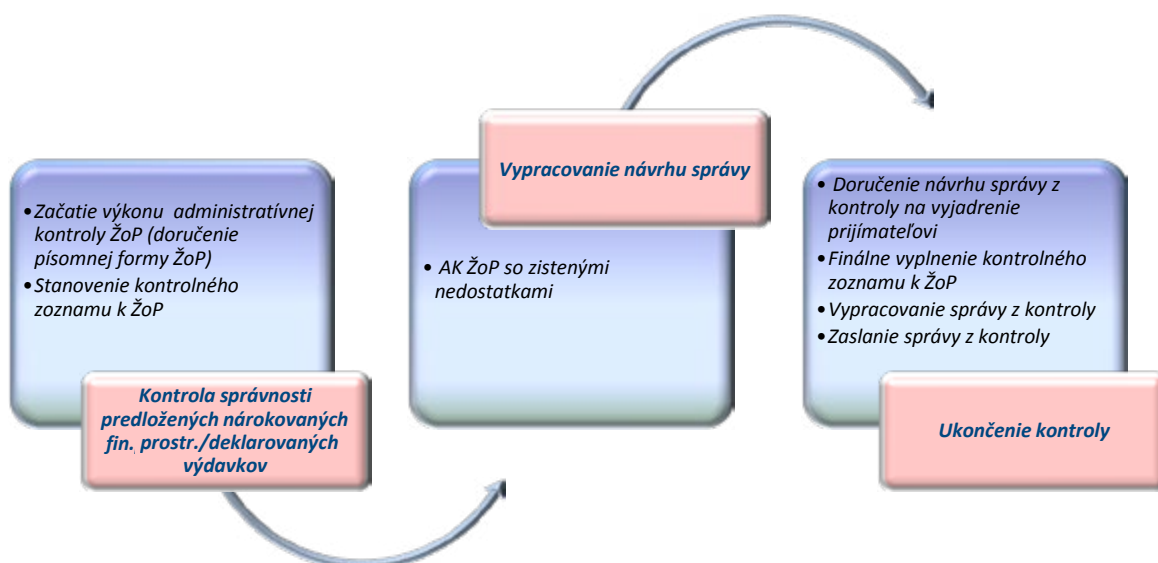 •Začatie výkonu administratívnej
kontroly ŽoP (doručenie
písomnej formy ŽoP)
•Stanovenie kontrolného
zoznamu k ŽoP
Kontrola správnosti
predložených nárokovaných
fin. prostr./deklarovaných
výdavkov
Vypracovanie návrhu správy
• AK ŽoP so zistenými
nedostatkami
• Doručenie návrhu správy z
kontroly na vyjadrenie
prijímateľovi
•Finálne vyplnenie kontrolného
zoznamu k ŽoP
•Vypracovanie správy z kontroly
•Zaslanie správy z kontroly
Ukončenie kontroly